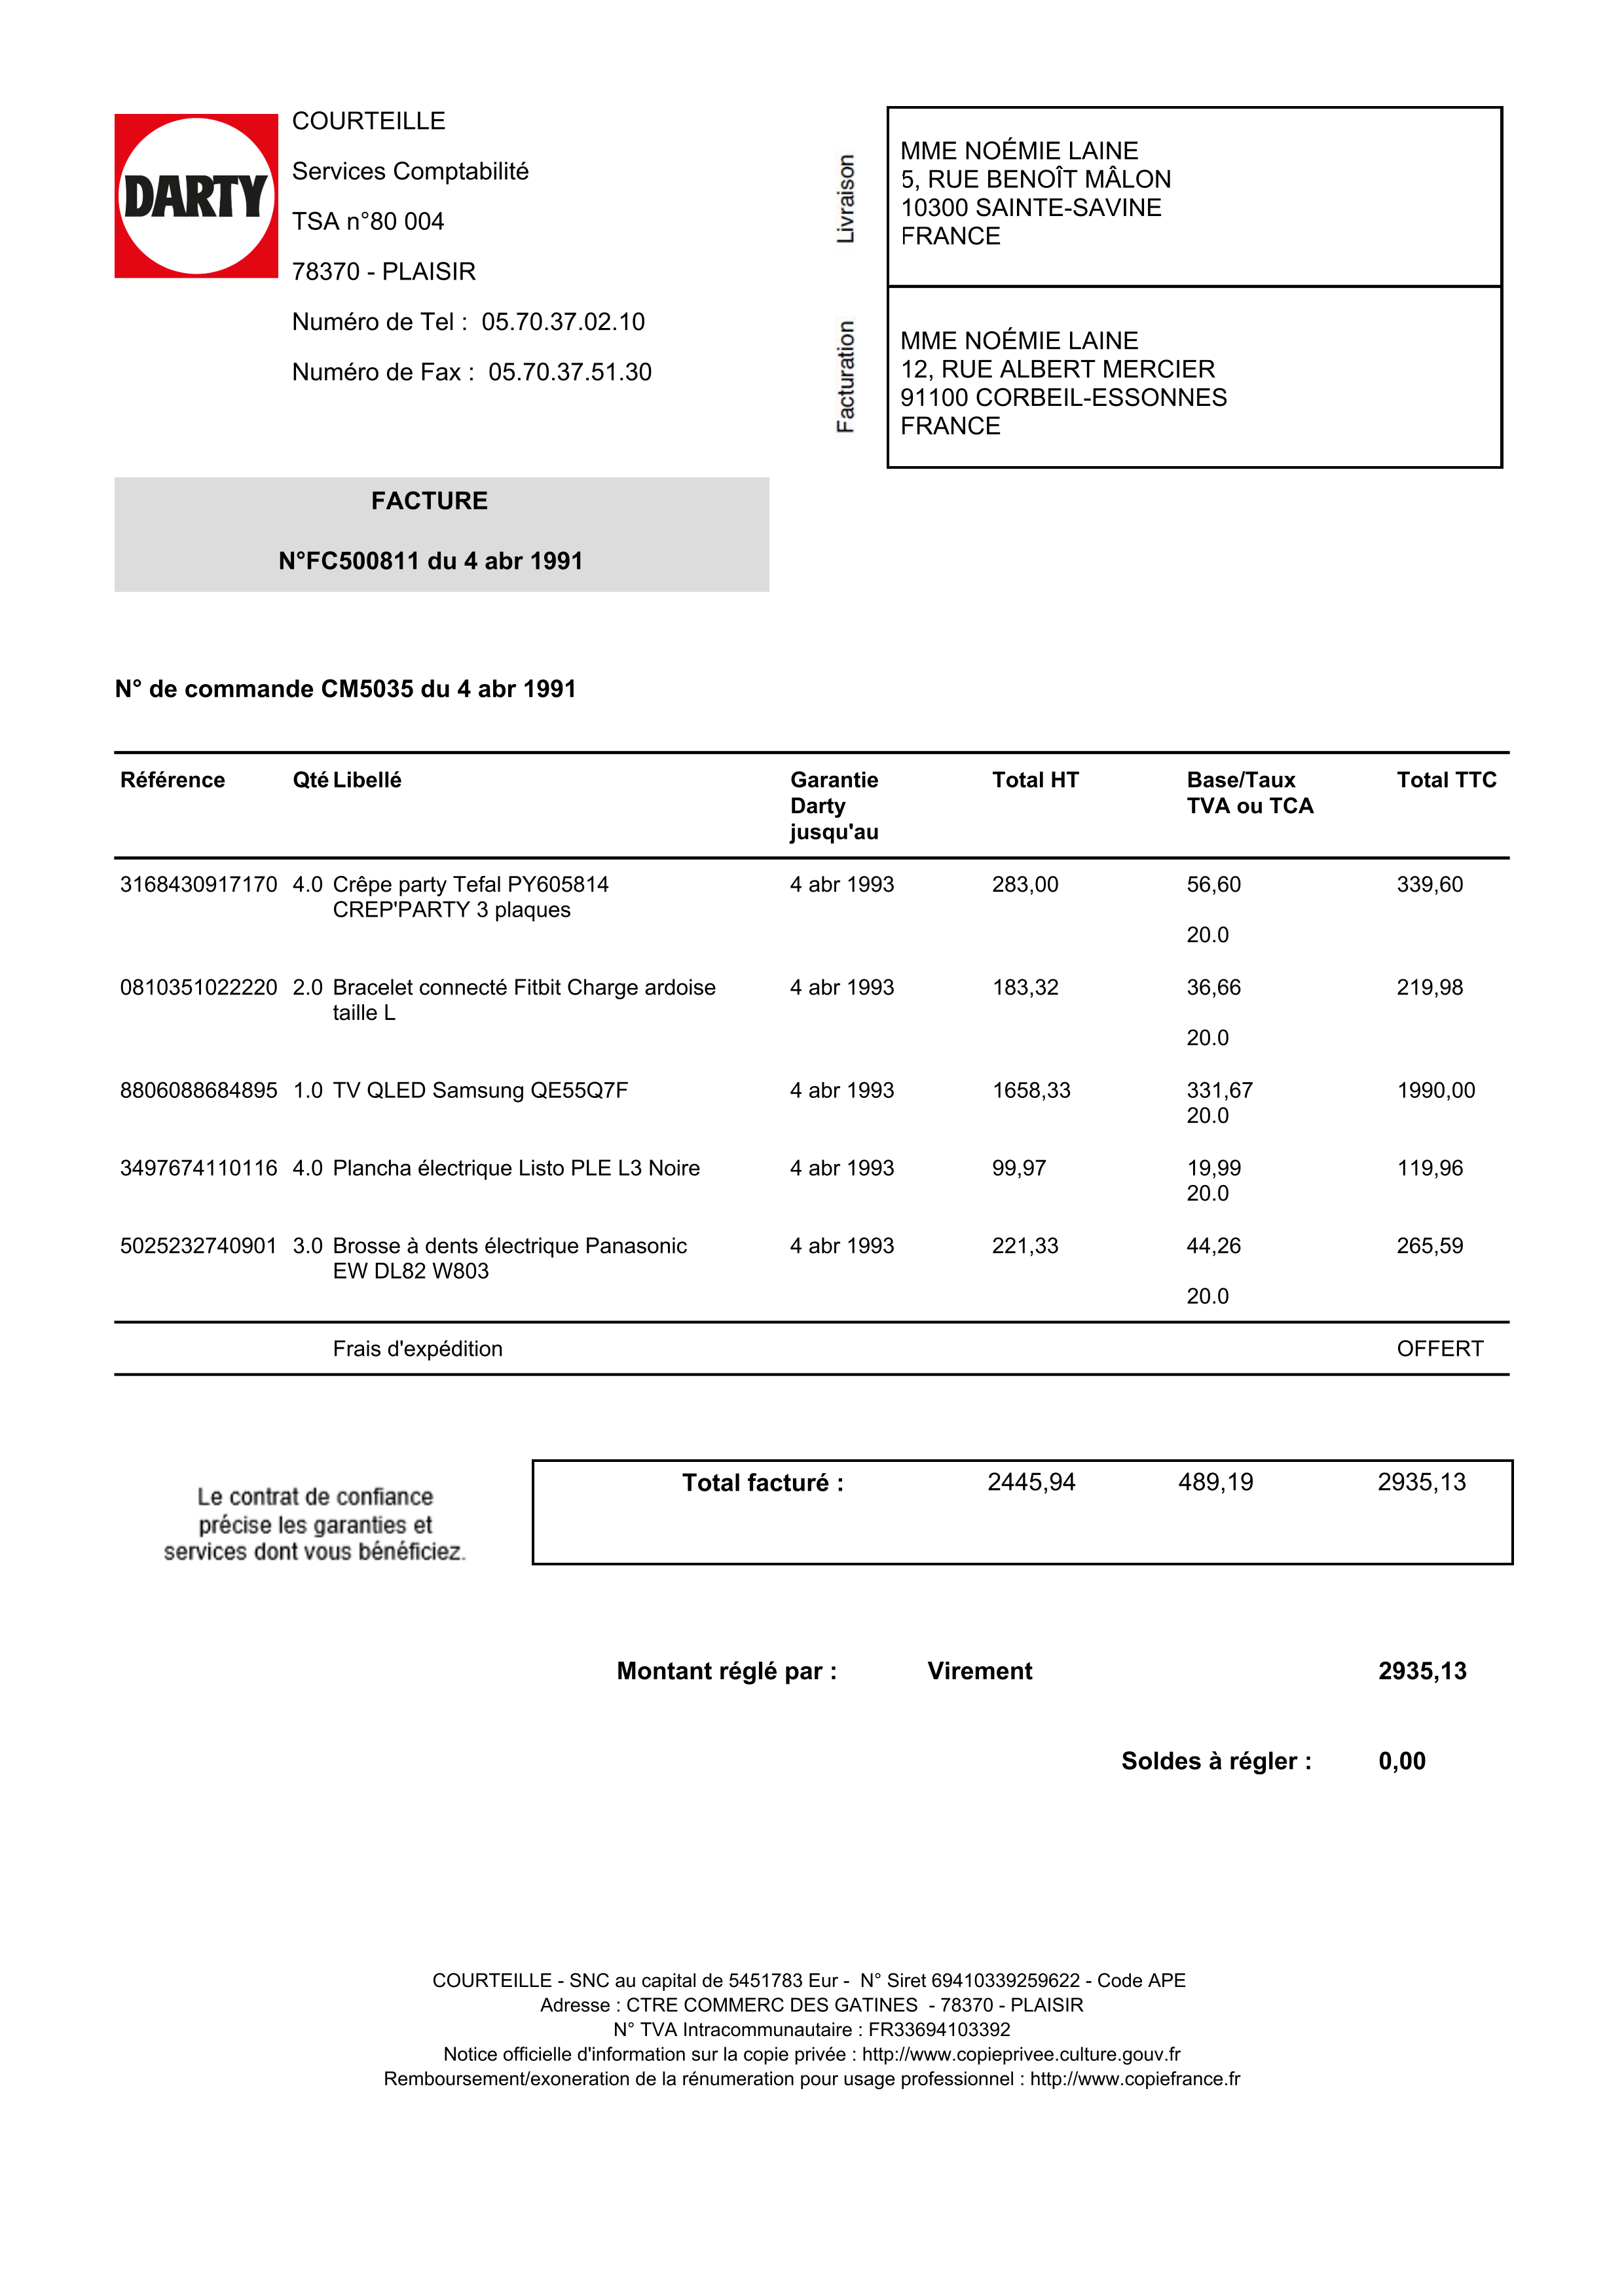 DARTY
COURTEILLE
Services Comptabilité
TSA n°80 004
78370 - PLAISIR
Numéro de Tel :  05.70.37.02.10
Numéro de Fax :  05.70.37.51.30
Livraison
MME NOÉMIE LAINE
5, RUE BENOÎT MÂLON
10300 SAINTE-SAVINE
FRANCE
Facturation
MME NOÉMIE LAINE
12, RUE ALBERT MERCIER
91100 CORBEIL-ESSONNES
FRANCE
FACTURE
N°FC500811 du 4 abr 1991
N° de commande CM5035 du 4 abr 1991
Référence Qté Libellé Garantie Total HT Base/Taux Total TTC
Darty TVA ou TCA
jusqu'au
3168430917170 4.0 Crêpe party Tefal PY605814 4 abr 1993 283,00 56,60 339,60
CREP'PARTY 3 plaques
20.0
0810351022220 2.0 Bracelet connecté Fitbit Charge ardoise 4 abr 1993 183,32 36,66 219,98
taille L
20.0
8806088684895 1.0 TV QLED Samsung QE55Q7F 4 abr 1993 1658,33 331,67 1990,00
20.0
3497674110116 4.0 Plancha électrique Listo PLE L3 Noire 4 abr 1993 99,97 19,99 119,96
20.0
5025232740901 3.0 Brosse à dents électrique Panasonic 4 abr 1993 221,33 44,26 265,59
EW DL82 W803
20.0
Frais d'expédition OFFERT
Le contrat de confiance
précise les garanties et
services dont vous bénéficiez.
Total facturé : 2445,94 489,19 2935,13
Montant réglé par : Virement 2935,13
Soldes à régler : 0,00
COURTEILLE - SNC au capital de 5451783 Eur -  N° Siret 69410339259622 - Code APE
Adresse : CTRE COMMERC DES GATINES  - 78370 - PLAISIR
N° TVA Intracommunautaire : FR33694103392
Notice officielle d'information sur la copie privée : http://www.copieprivee.culture.gouv.fr
Remboursement/exoneration de la rénumeration pour usage professionnel : http://www.copiefrance.fr